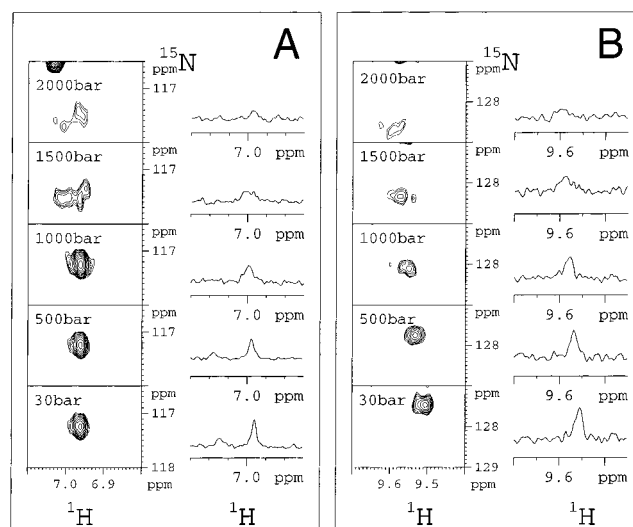 A
15N
ppm
2000bar
117
7.0 ppm
1500bar
ppm
117
7.0 ppm
1000bar
ppm
117
7.0 ppm
500bar
ppm
117
7.0 ppm
30bar
ppm
117
118
7.0 6.9 ppm
7.0 ppm
1H
1H
B
15N
ppm
2000bar
128
9.6 ppm
1500bar
ppm
128
9.6 ppm
1000bar
ppm
128
9.6 ppm
500bar
ppm
128
9.6 ppm
30bar
ppm
128
129
9.6 9.5 ppm
9.6 ppm
1H
1H